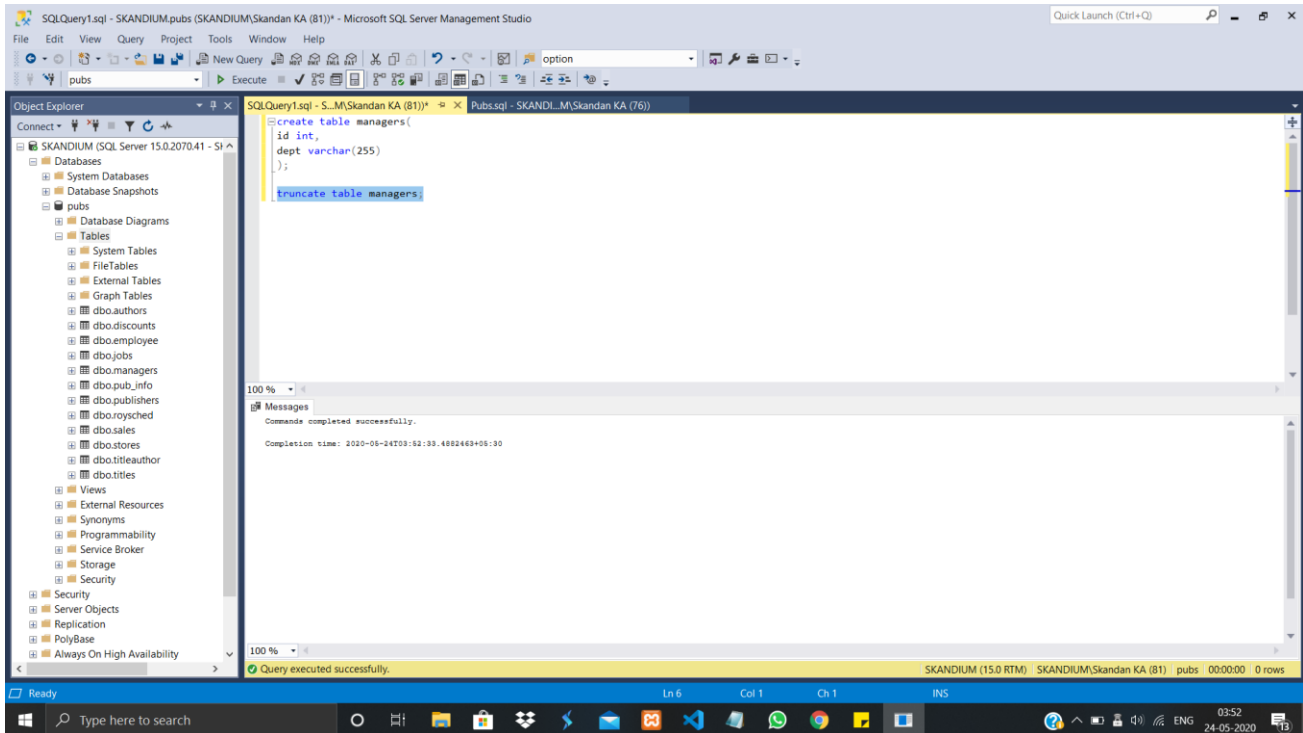 SQLQuery1.sql - SKANDIUM.pubs (SKANDIUM\Skandan KA (81))* - Microsoft SQL Server Management Studio
Quick Launch (Ctrl+Q)
File Edit View Query Project Tools Window Help
New Query
option
pubs
Execute
Object Explorer
SQLQuery1.sql - S...M\Skandan KA (81))*
Pubs.sql - SKANDI...M\Skandan KA (76))
Connect
SKANDIUM (SQL Server 15.0.2070.41 - Sk
Databases
System Databases
Database Snapshots
pubs
Database Diagrams
Tables
System Tables
FileTables
External Tables
Graph Tables
dbo.authors
dbo.discounts
dbo.employee
dbo.jobs
dbo.managers
dbo.pub_info
dbo.publishers
dbo.roysched
dbo.sales
dbo.stores
dbo.titleauthor
dbo.titles
Views
External Resources
Synonyms
Programmability
Service Broker
Storage
Security
Security
Server Objects
Replication
PolyBase
Always On High Availability
create table managers(
id int,
dept varchar(255)
);
truncate table managers;
100 %
Messages
Commands completed successfully.
Completion time: 2020-05-24T03:52:33.4882463+05:30
100 %
Query executed successfully.
SKANDIUM (15.0 RTM) SKANDIUM\Skandan KA (81) pubs 00:00:00 0 rows
Ready
Ln 6 Col 1 Ch 1 INS
Type here to search
ENG
03:52
24-05-2020
13